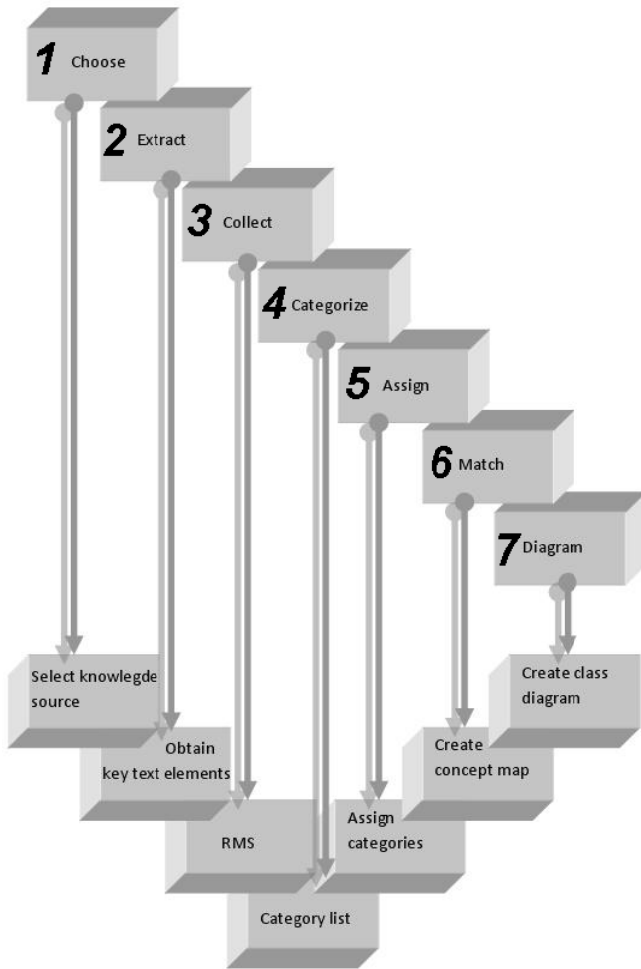 1 Choose
2 Extract
3 Collect
4 Categorize
5 Assign
6 Match
7 Diagram
Select knowlegde
source
Obtain
key text elements
RMS
Category list
Assign
categories
Create
concept map
Create class
diagram